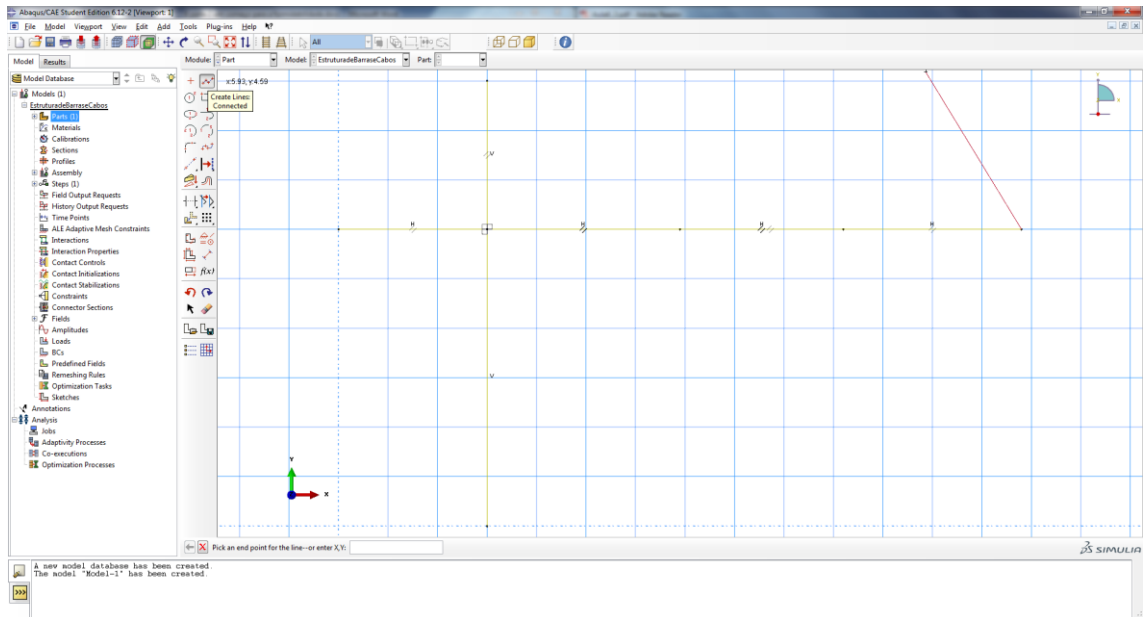 Abaqus/CAE Student Edition 6.12-2 [Viewport: 1]
File Model Viewport View Edit Add Tools Plug-ins Help
All
Model Results
Module: Part Model: EstruturadeBarraseCabos Part:
Model Database
x:5.93, y:4.59
Models (1)
Create Lines:
Connected
EstruturadeBarraseCabos
Parts (1)
Materials
Calibrations
Sections
Profiles
Assembly
Steps (1)
Field Output Requests
History Output Requests
Time Points
ALE Adaptive Mesh Constraints
Interactions
Interaction Properties
Contact Controls
Contact Initializations
Contact Stabilizations
Constraints
Connector Sections
Fields
Amplitudes
Loads
BCs
Predefined Fields
Remeshing Rules
Optimization Tasks
Sketches
Annotations
Analysis
Jobs
Adaptivity Processes
Co-executions
Optimization Processes
f(x)
V
H H H H
V
Y
X
Pick an end point for the line--or enter X,Y:
SIMULIA
A new model database has been created.
The model "Model-1" has been created.
>>>